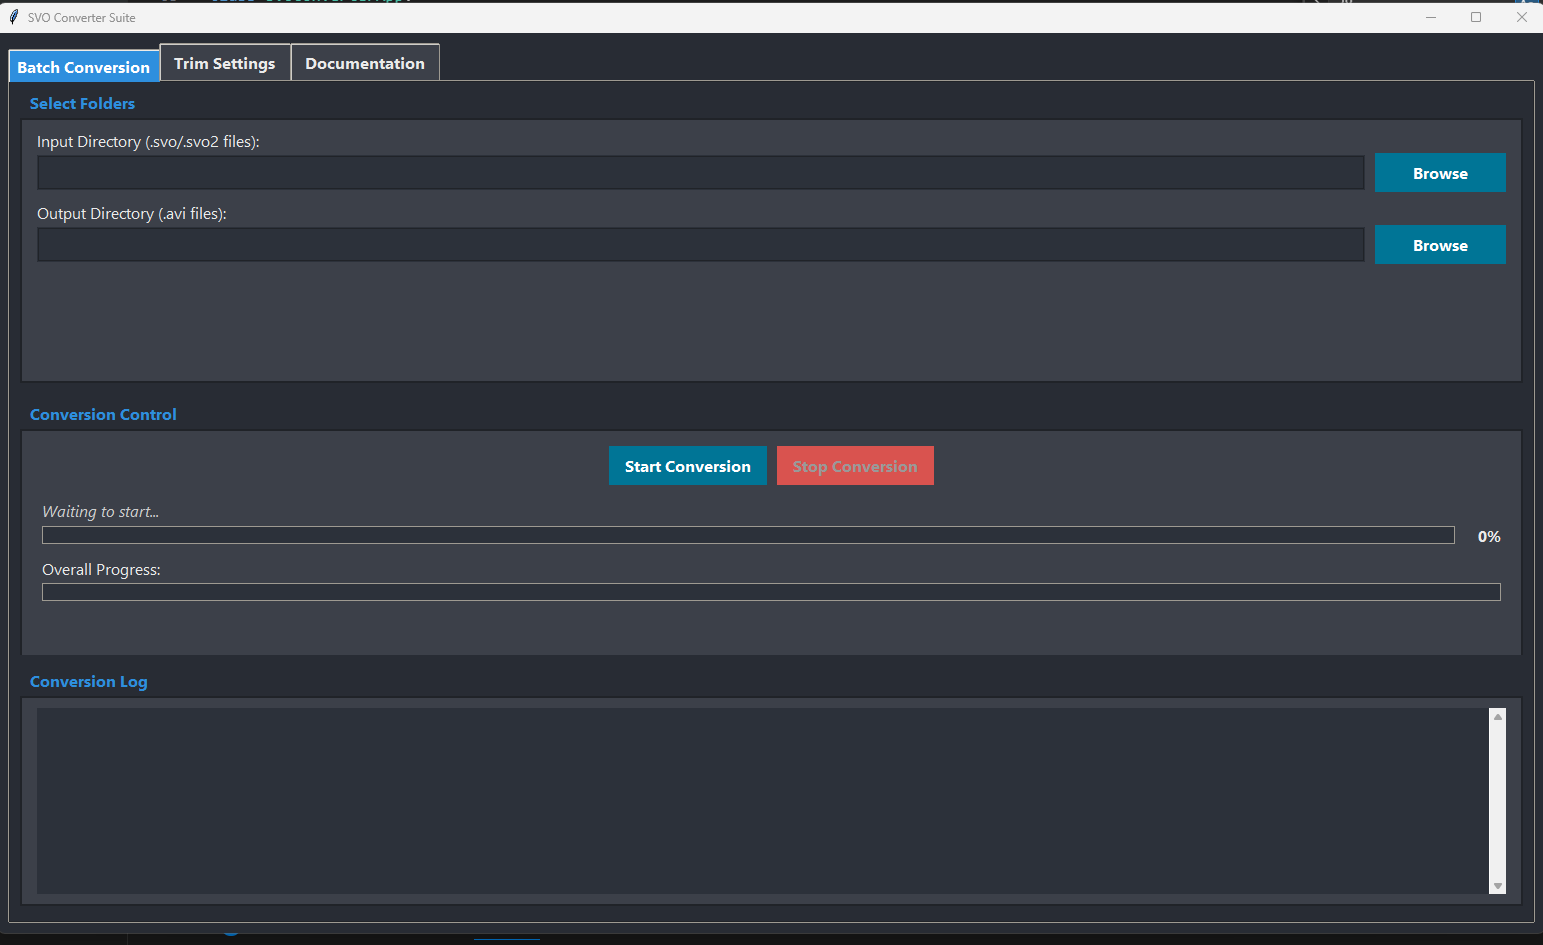 SVO Converter Suite
Batch Conversion
Trim Settings
Documentation
Select Folders
Input Directory (.svo/.svo2 files):
Browse
Output Directory (.avi files):
Browse
Conversion Control
Start Conversion
Stop Conversion
Waiting to start...
0%
Overall Progress:
Conversion Log